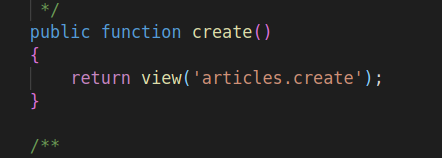 */
public function create()
{
return view('articles.create');
}
/**